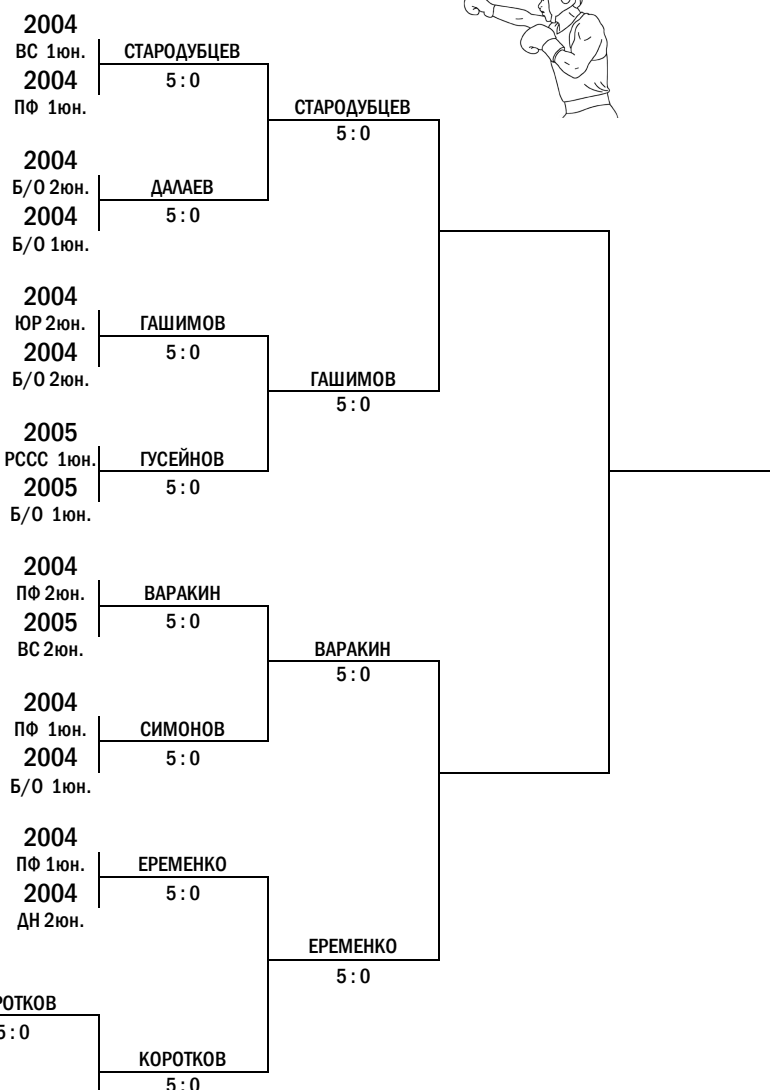 2004
ВС 1юн.
СТАРОДУБЦЕВ
2004
5:0
ПФ 1юн.
СТАРОДУБЦЕВ
5:0
2004
Б/О 2юн.
ДАЛАЕВ
2004
5:0
Б/О 1юн.
2004
ЮР 2юн.
ГАШИМОВ
2004
5:0
Б/О 2юн.
ГАШИМОВ
5:0
2005
РССС 1юн.
ГУСЕЙНОВ
2005
5:0
Б/О 1юн.
2004
ПФ 2юн.
ВАРАКИН
2005
5:0
ВС 2юн.
ВАРАКИН
5:0
2004
ПФ 1юн.
СИМОНОВ
2004
5:0
Б/О 1юн.
2004
ПФ 1юн.
ЕРЕМЕНКО
2004
5:0
ДН 2юн.
ЕРЕМЕНКО
5:0
РОТКОВ
5:0
КОРОТКОВ
5:0